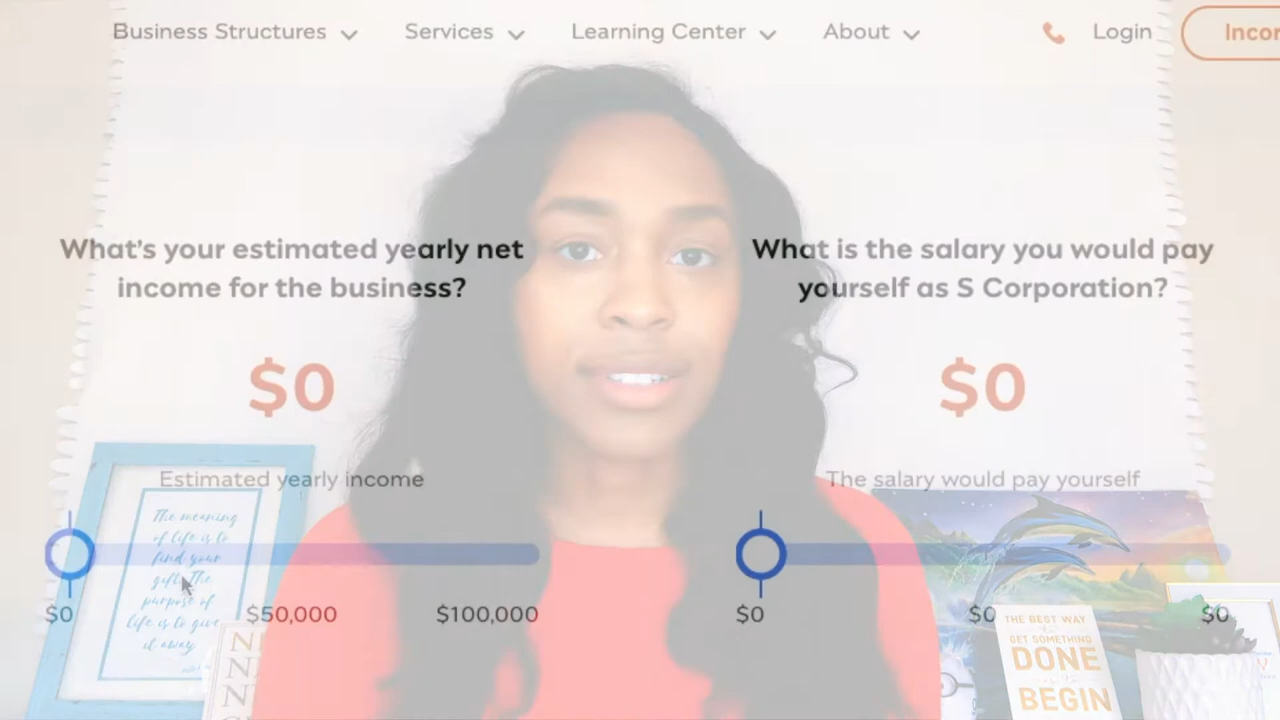 Business Structures
Services
Learning Center
About
Login
Incor
What's your estimated yearly net
income for the business?
What is the salary you would pay
yourself as S Corporation?
$0
$0
Estimated yearly income
The salary would pay yourself
$0
$50,000
$100,000
$0
$0
$0
The meaning
of life is to
find your
gift. The
purpose of
life is to give
it away
THE BEST WAY
GET SOMETHING
DONE
BEGIN